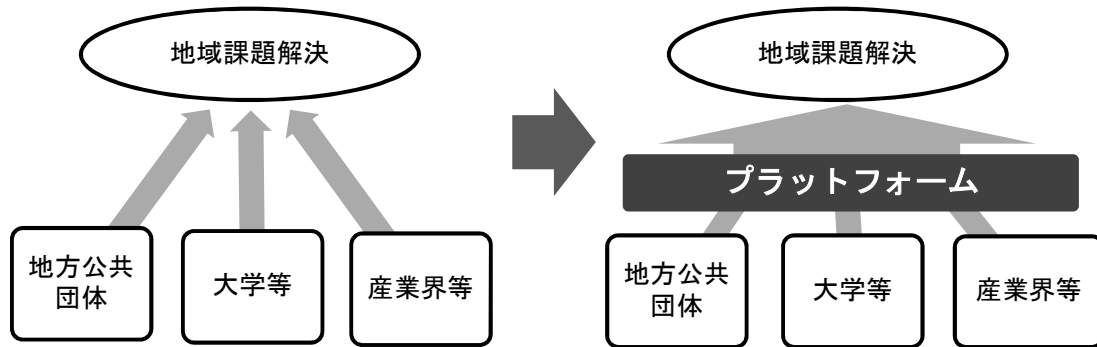 地域課題解決
地方公共
団体
大学等
産業界等
地域課題解決
プラットフォーム
地方公共
団体
大学等
産業界等